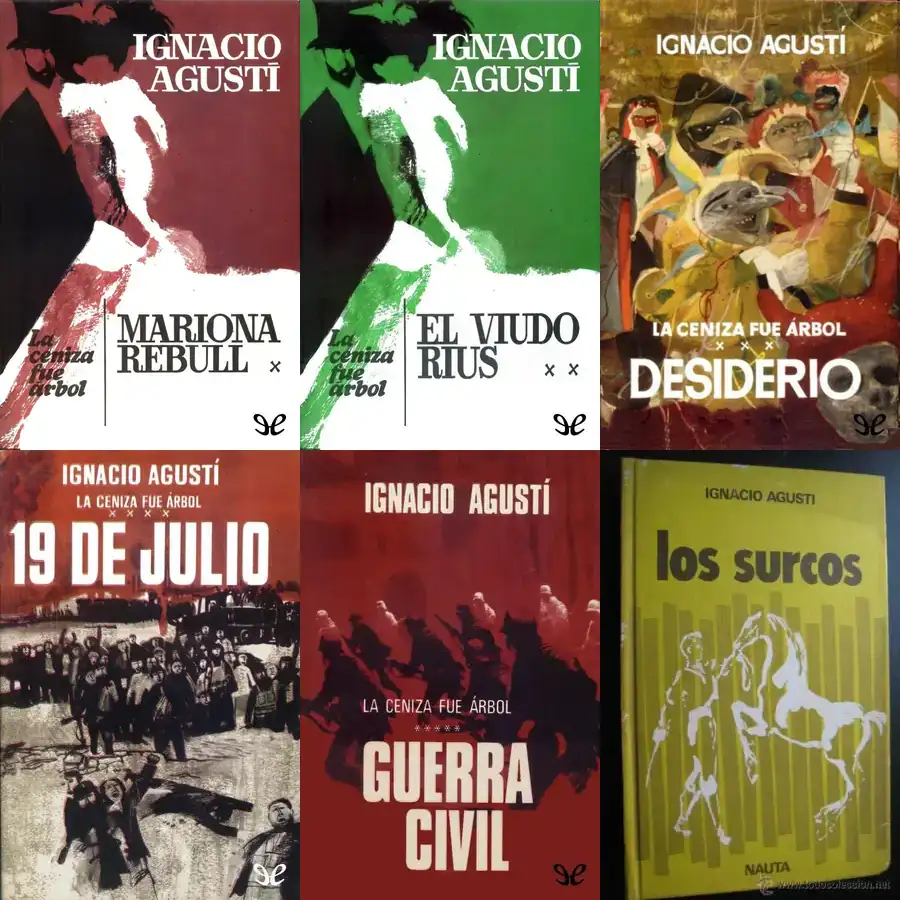 IGNACIO
AGUSTÍ
La
ceniza
fue
árbol
MARIONA
REBULL ×
IGNACIO
AGUSTÍ
La
ceniza
fue
árbol
EL VIUDO
RIUS × ×
IGNACIO AGUSTÍ
LA CENIZA FUE ÁRBOL
× × ×
DESIDERIO
IGNACIO AGUSTÍ
LA CENIZA FUE ÁRBOL
× × × ×
19 DE JULIO
IGNACIO AGUSTÍ
LA CENIZA FUE ÁRBOL
*****
GUERRA
CIVIL
IGNACIO AGUSTI
los surcos
NAUTA
www.todocoleccion.net